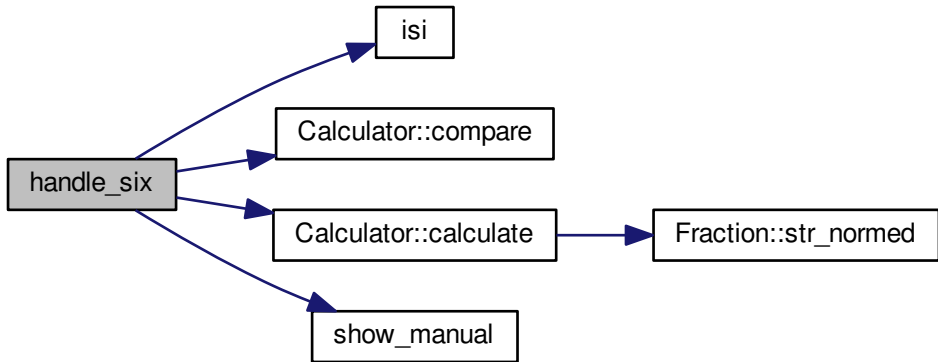 isi
Calculator::compare
handle_six
Calculator::calculate
Fraction::str_normed
show_manual